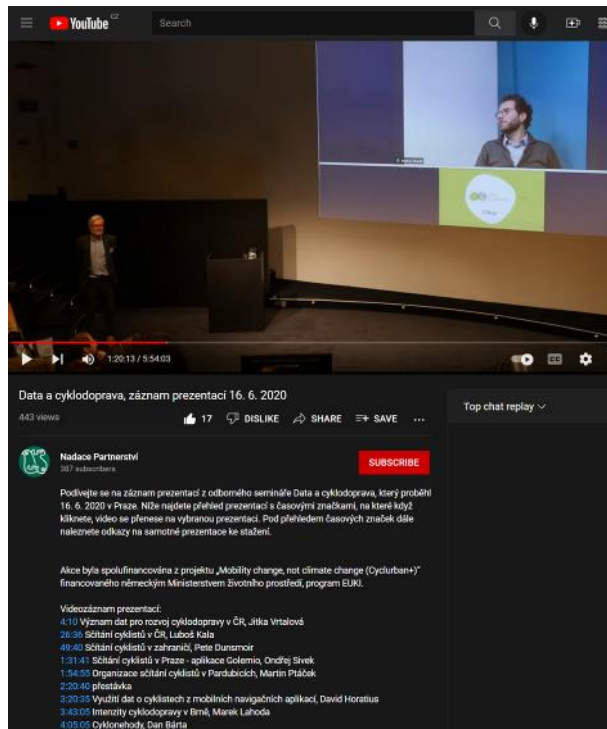 YouTube CZ
Search
1:20:13 / 5:54:03
Data a cyklodoprava, záznam prezentací 16. 6. 2020
443 views
17 DISLIKE SHARE SAVE ...
Top chat replay
Nadace Partnerství
387 subscribers
SUBSCRIBE
Podívejte se na záznam prezentací z odborného semináře Data a cyklodoprava, který proběhl
16. 6. 2020 v Praze. Níže najdete přehled prezentací s časovými značkami, na které když
kliknete, video se přenese na vybranou prezentaci. Pod přehledem časových značek dále
naleznete odkazy na samotné prezentace ke stažení.
Akce byla spolufinancována z projektu „Mobility change, not climate change (Cyclurban+)“
financovaného německým Ministerstvem životního prostředí, program EUKI.
Videozáznam prezentací:
4:10 Význam dat pro rozvoj cyklodopravy v ČR, Jitka Vrtalová
26:36 Sčítání cyklistů v ČR, Luboš Kala
49:40 Sčítání cyklistů v zahraničí, Pete Dunsmoir
1:31:41 Sčítání cyklistů v Praze - aplikace Golemio, Ondřej Sivek
1:54:55 Organizace sčítání cyklistů v Pardubicích, Martin Ptáček
2:20:40 přestávka
3:20:35 Využití dat o cyklistech z mobilních navigačních aplikací, David Horatius
3:43:05 Intenzity cyklodopravy v Brně, Marek Lahoda
4:05:05 Cyklonehody, Dan Bárta